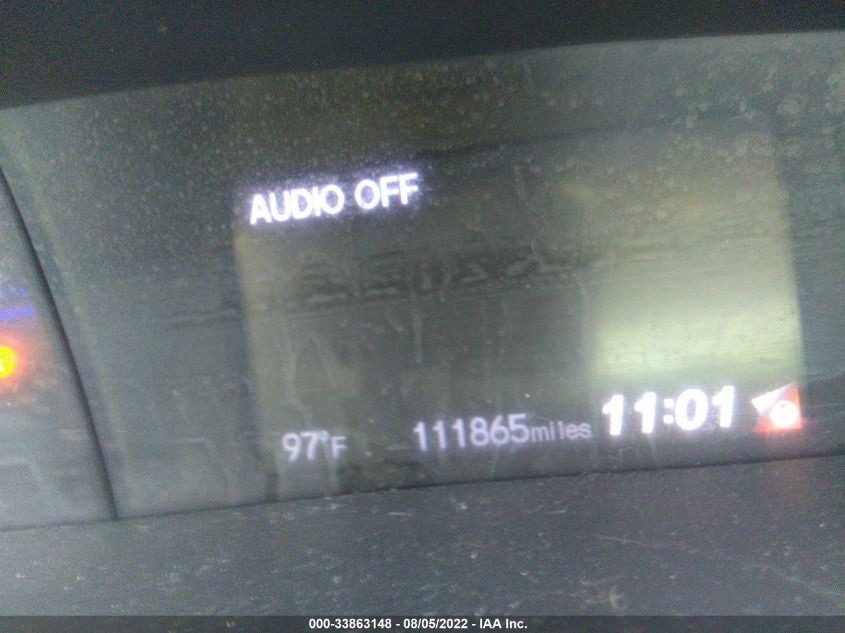 AUDIO OFF
97°F 111865miles 11:01
000-33863148 - 08/05/2022 - IAA Inc.